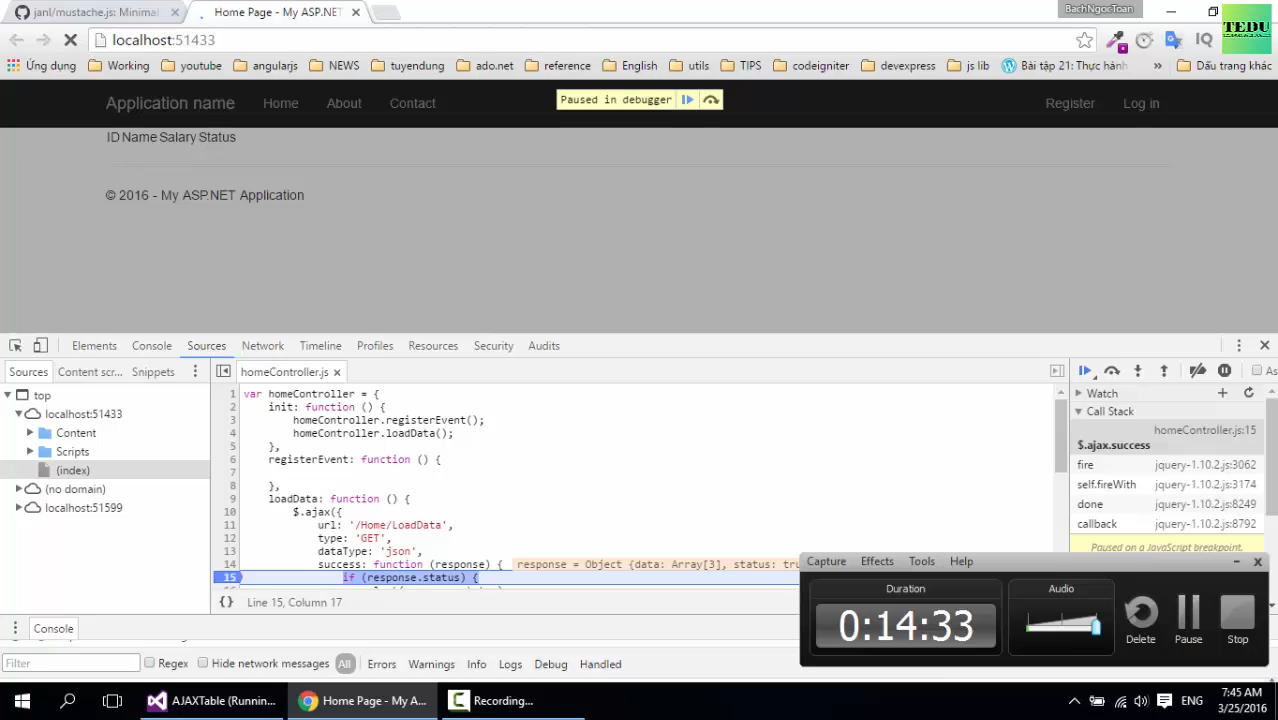 janl/mustache.js: Minimal
Home Page - My ASP.NET
BachNgocToan
TEDU
localhost:51433
Ứng dụng
Working
youtube
angularjs
NEWS
tuyendung
ado.net
reference
English
utils
TIPS
codeigniter
devexpress
js lib
Bài tập 21: Thực hành
»
Dấu trang khác
Application name
Home
About
Contact
Paused in debugger
Register
Log in
ID Name Salary Status
© 2016 - My ASP.NET Application
Elements
Console
Sources
Network
Timeline
Profiles
Resources
Security
Audits
Sources
Content scr...
Snippets
homeController.js
As
top
localhost:51433
Content
Scripts
(index)
(no domain)
localhost:51599
1 var homeController = {
2 init: function () {
3 homeController.registerEvent();
4 homeController.loadData();
5 },
6 registerEvent: function () {
7
8 },
9 loadData: function () {
10 $.ajax({
11 url: '/Home/LoadData',
12 type: 'GET',
13 dataType: 'json',
14 success: function (response) { response = Object {data: Array[3], status: tru
15 if (response.status) {
{} Line 15, Column 17
Watch
Call Stack
homeController.js:15
$.ajax.success
fire jquery-1.10.2.js:3062
self.fireWith jquery-1.10.2.js:3174
done jquery-1.10.2.js:8249
callback jquery-1.10.2.js:8792
Paused on a JavaScript breakpoint.
Console
Filter
Regex
Hide network messages
All
Errors
Warnings
Info
Logs
Debug
Handled
Capture
Effects
Tools
Help
Duration
0:14:33
Audio
Delete
Pause
Stop
AJAXTable (Runnin...
Home Page - My A...
Recording...
ENG
7:45 AM
3/25/2016